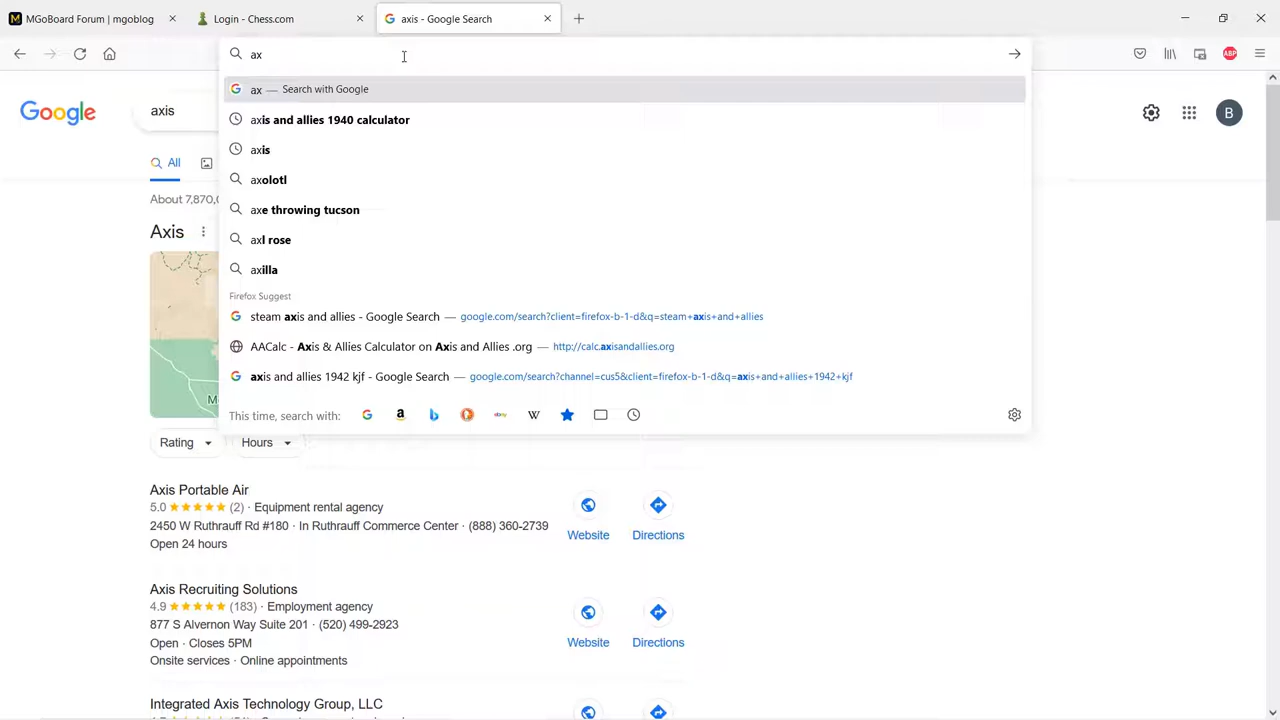 MGoBoard Forum | mgoblog
Login - Chess.com
axis - Google Search
ax
ABP
ax — Search with Google
axis and allies 1940 calculator
axis
axolotl
axe throwing tucson
axl rose
axilla
Firefox Suggest
steam axis and allies - Google Search — google.com/search?client=firefox-b-1-d&q=steam+axis+and+allies
AACalc - Axis & Allies Calculator on Axis and Allies .org — http://calc.axisandallies.org
axis and allies 1942 kjf - Google Search — google.com/search?channel=cus5&client=firefox-b-1-d&q=axis+and+allies+1942+kjf
This time, search with:
Google
axis
B
All
About 7,870,0
Axis
M
Rating
Hours
Axis Portable Air
5.0 (2) · Equipment rental agency
2450 W Ruthrauff Rd #180 · In Ruthrauff Commerce Center · (888) 360-2739
Open 24 hours
Website
Directions
Axis Recruiting Solutions
4.9 (183) · Employment agency
877 S Alvernon Way Suite 201 · (520) 499-2923
Open · Closes 5PM
Onsite services · Online appointments
Website
Directions
Integrated Axis Technology Group, LLC